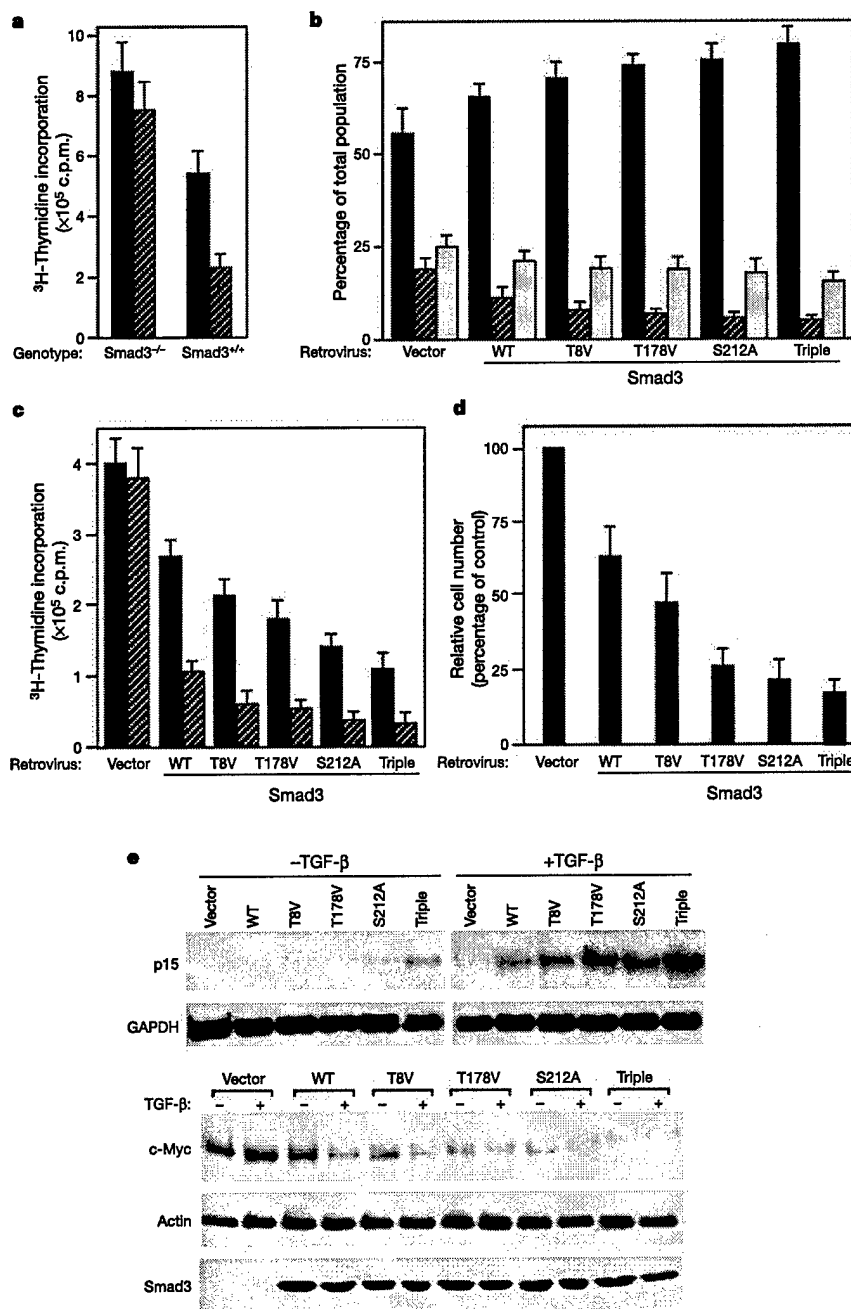 a
³H-Thymidine incorporation
(×10⁵ c.p.m.)
10
8
6
4
2
0
Genotype: Smad3⁻/⁻ Smad3⁺/⁺
b
Percentage of total population
75
50
25
0
Retrovirus: Vector WT T8V T178V S212A Triple
Smad3
c
³H-Thymidine incorporation
(×10⁵ c.p.m.)
4
3
2
1
0
Retrovirus: Vector WT T8V T178V S212A Triple
Smad3
d
Relative cell number
(percentage of control)
100
75
50
25
0
Retrovirus: Vector WT T8V T178V S212A Triple
Smad3
e
–TGF-β +TGF-β
Vector WT T8V T178V S212A Triple Vector WT T8V T178V S212A Triple
p15
GAPDH
Vector WT T8V T178V S212A Triple
TGF-β: – + – + – + – + – + – +
c-Myc
Actin
Smad3